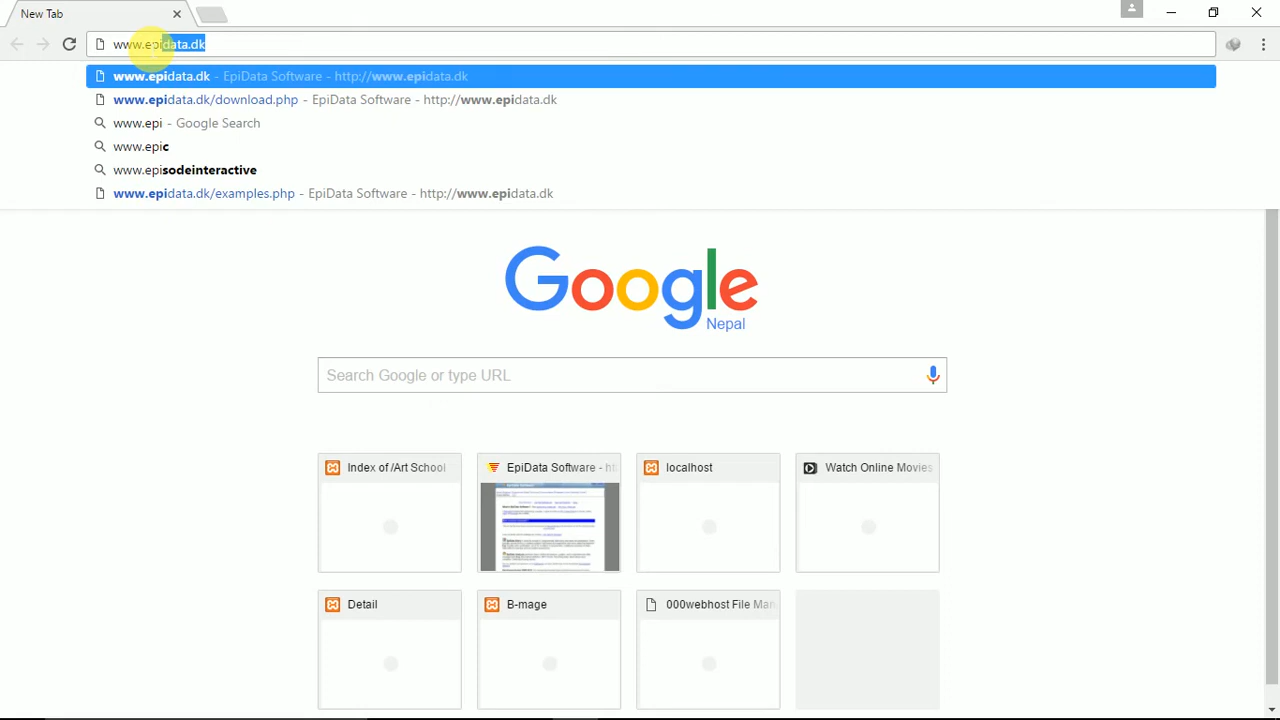 New Tab
www.epidata.dk
www.epidata.dk - EpiData Software - http://www.epidata.dk
www.epidata.dk/download.php - EpiData Software - http://www.epidata.dk
www.epi - Google Search
www.epic
www.episodeinteractive
www.epidata.dk/examples.php - EpiData Software - http://www.epidata.dk
Google
Nepal
Search Google or type URL
Index of /Art School
EpiData Software - ht
localhost
Watch Online Movies
Detail
B-mage
000webhost File Man